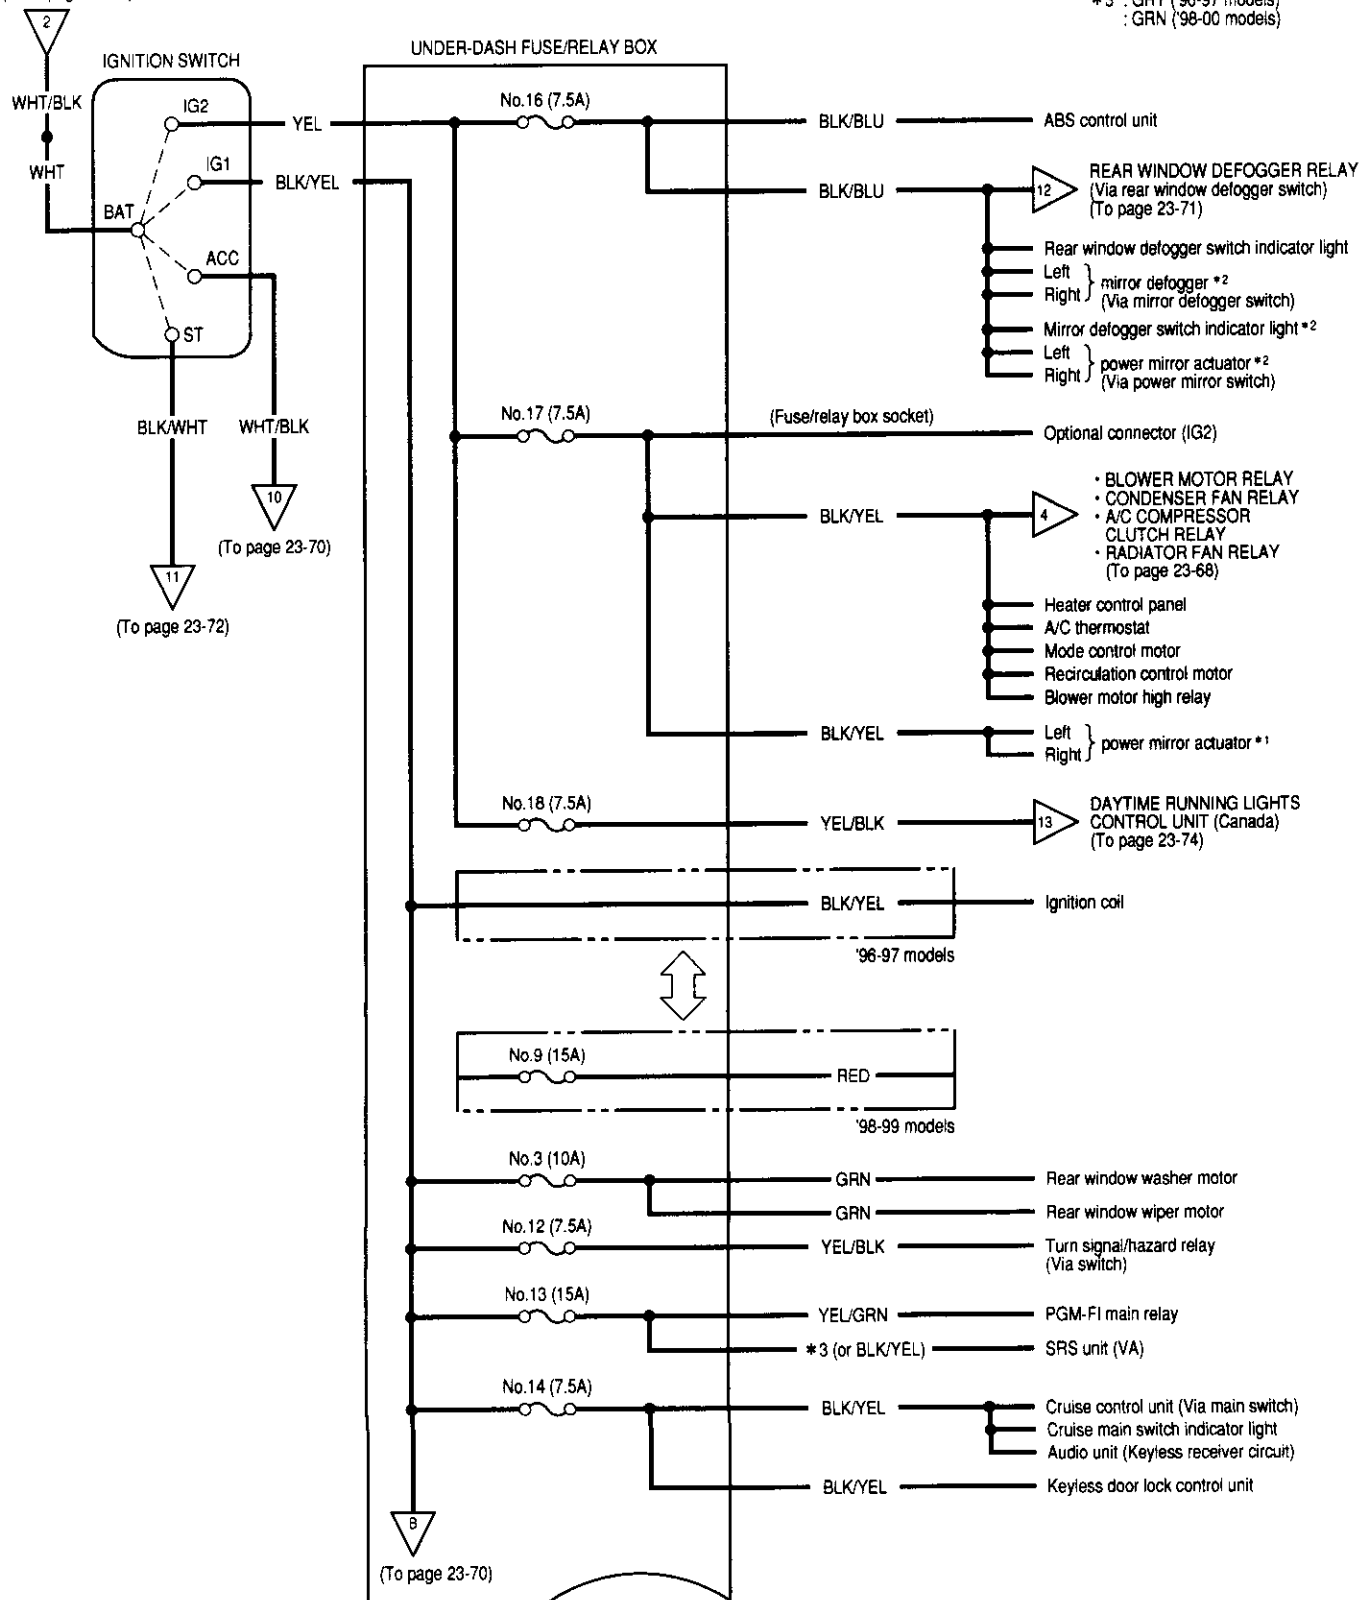 *3 : GRY ('96-97 models)
: GRN ('98-00 models)
2
UNDER-DASH FUSE/RELAY BOX
IGNITION SWITCH
WHT/BLK
WHT
IG2
IG1
BAT
ACC
ST
YEL
BLK/YEL
BLK/WHT
WHT/BLK
10
(To page 23-70)
11
(To page 23-72)
No.16 (7.5A)
BLK/BLU
ABS control unit
BLK/BLU
12
REAR WINDOW DEFOGGER RELAY
(Via rear window defogger switch)
(To page 23-71)
Rear window defogger switch indicator light
Left
Right
mirror defogger *2
(Via mirror defogger switch)
Mirror defogger switch indicator light *2
Left
Right
power mirror actuator *2
(Via power mirror switch)
No.17 (7.5A)
(Fuse/relay box socket)
Optional connector (IG2)
BLK/YEL
4
• BLOWER MOTOR RELAY
• CONDENSER FAN RELAY
• A/C COMPRESSOR
CLUTCH RELAY
• RADIATOR FAN RELAY
(To page 23-68)
Heater control panel
A/C thermostat
Mode control motor
Recirculation control motor
Blower motor high relay
BLK/YEL
Left
Right
power mirror actuator *1
No.18 (7.5A)
YEL/BLK
13
DAYTIME RUNNING LIGHTS
CONTROL UNIT (Canada)
(To page 23-74)
BLK/YEL
Ignition coil
'96-97 models
No.9 (15A)
RED
'98-99 models
No.3 (10A)
GRN
Rear window washer motor
GRN
Rear window wiper motor
No.12 (7.5A)
YEL/BLK
Turn signal/hazard relay
(Via switch)
No.13 (15A)
YEL/GRN
PGM-FI main relay
*3 (or BLK/YEL)
SRS unit (VA)
No.14 (7.5A)
BLK/YEL
Cruise control unit (Via main switch)
Cruise main switch indicator light
Audio unit (Keyless receiver circuit)
BLK/YEL
Keyless door lock control unit
B
(To page 23-70)